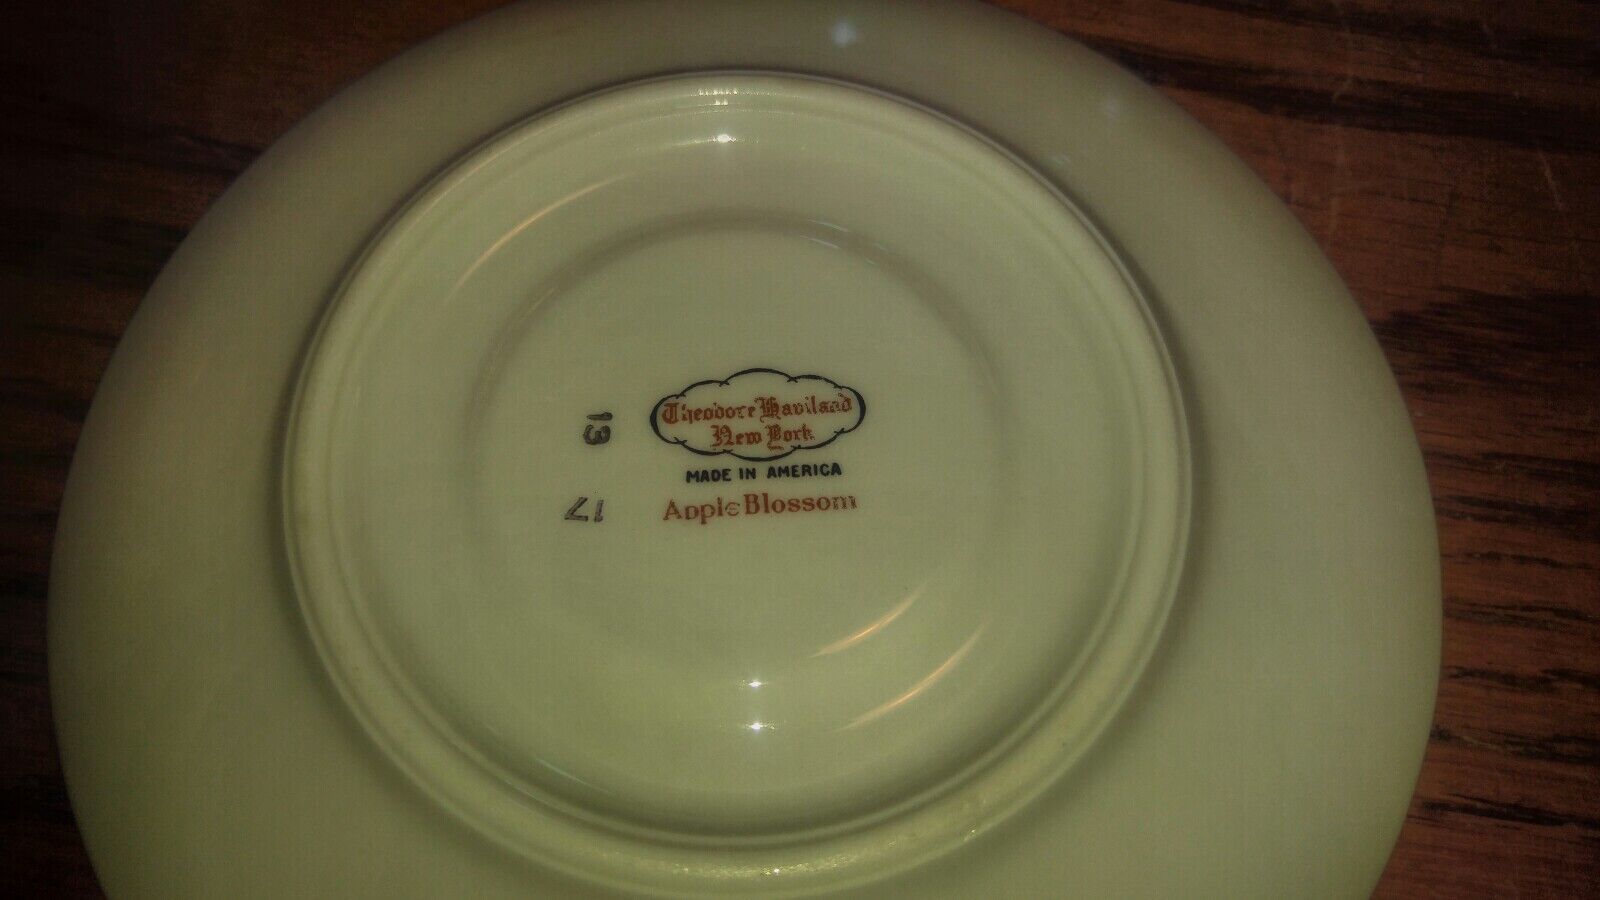 Theodore Haviland
New York
MADE IN AMERICA
Apple Blossom
13
17